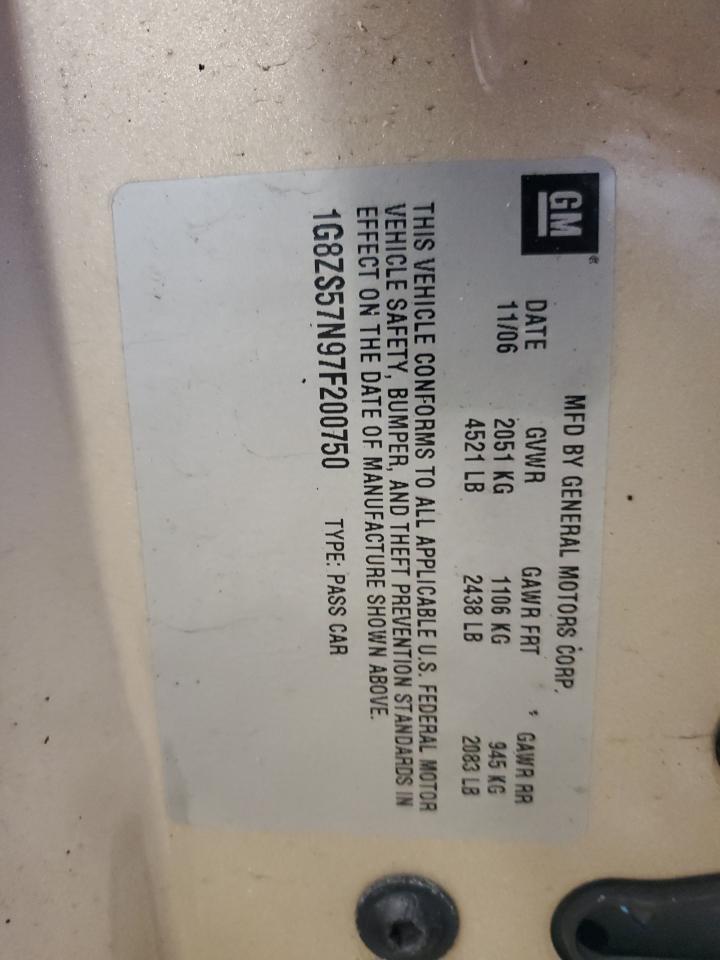 GM
MFD BY GENERAL MOTORS CORP.
DATE GVWR GAWR FRT GAWR RR
11/06 2051 KG 1106 KG 945 KG
4521 LB 2438 LB 2083 LB
THIS VEHICLE CONFORMS TO ALL APPLICABLE U.S. FEDERAL MOTOR
VEHICLE SAFETY, BUMPER, AND THEFT PREVENTION STANDARDS IN
EFFECT ON THE DATE OF MANUFACTURE SHOWN ABOVE.
1G8ZS57N97F200750 TYPE: PASS CAR